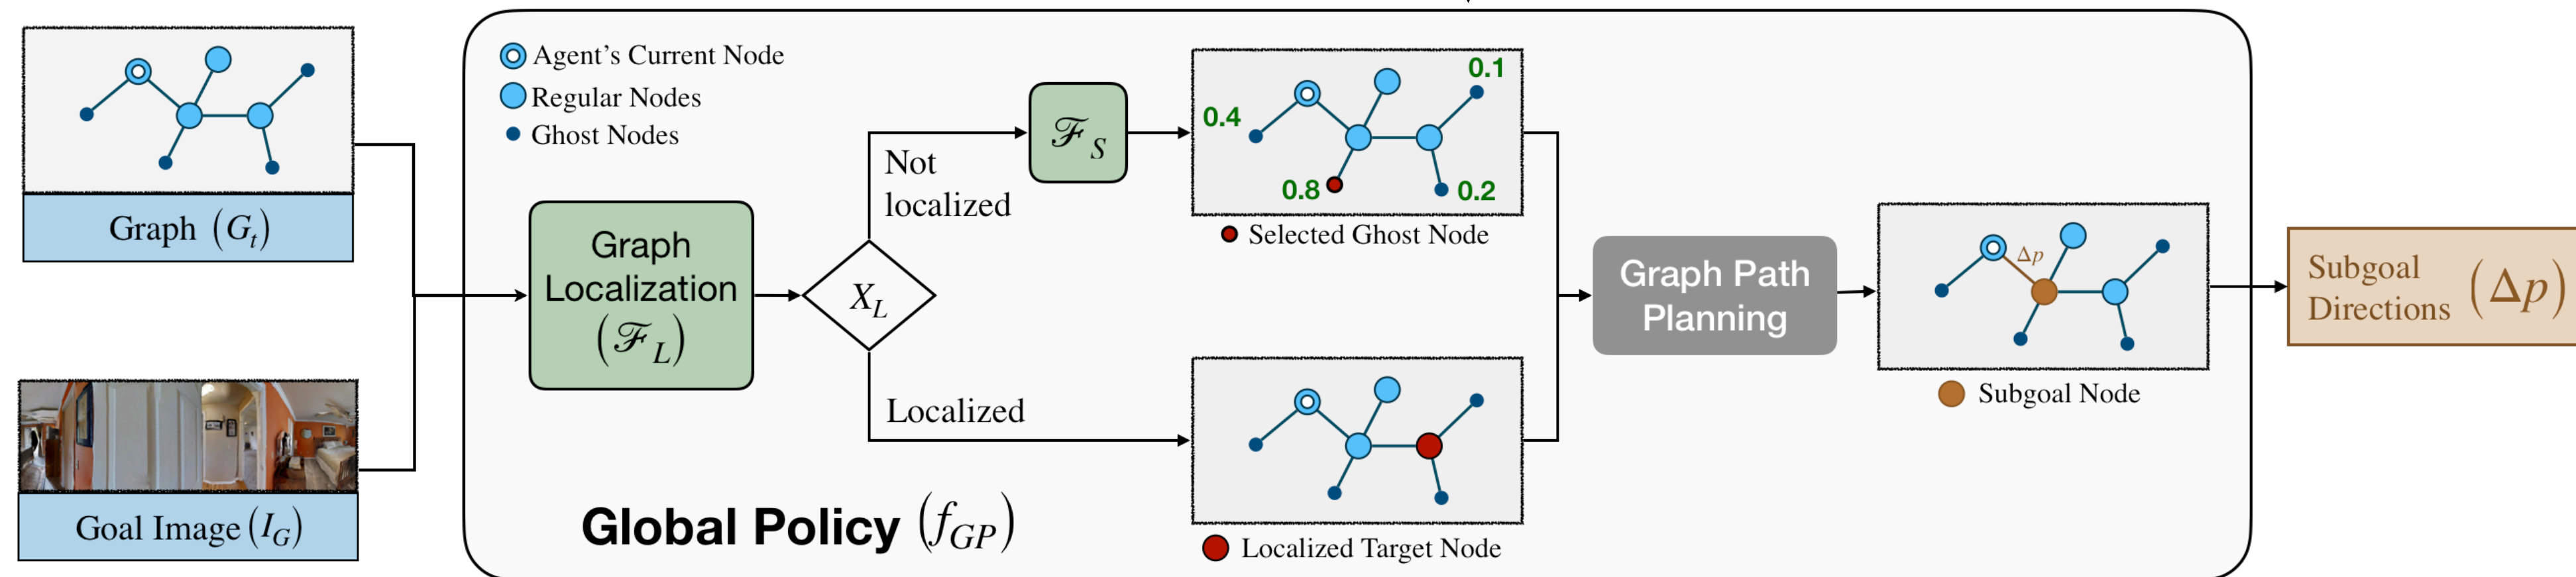 Graph (G_t)
Goal Image (I_G)
Agent's Current Node
Regular Nodes
Ghost Nodes
Graph
Localization
(ℱ_L)
X_L
Not
localized
Localized
ℱ_S
0.4
0.1
0.8
0.2
Selected Ghost Node
Localized Target Node
Global Policy (f_GP)
Graph Path
Planning
Δp
Subgoal Node
Subgoal
Directions (Δp)